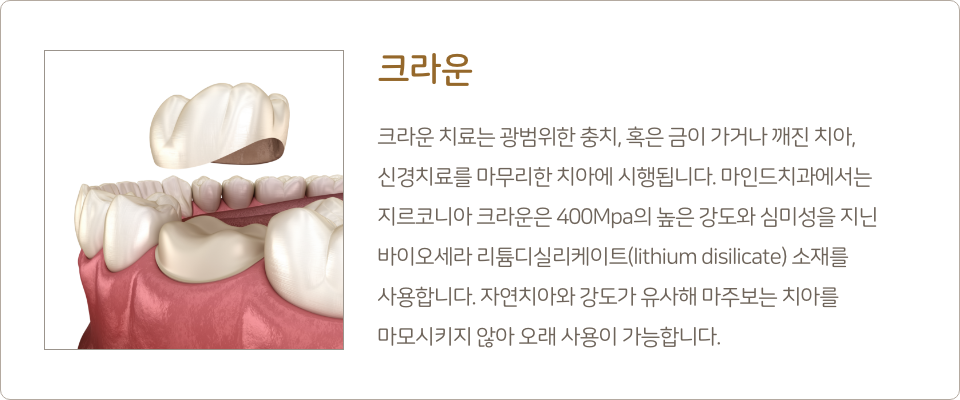 크라운
크라운 치료는 광범위한 충치, 혹은 금이 가거나 깨진 치아,
신경치료를 마무리한 치아에 시행됩니다. 마인드치과에서는
지르코니아 크라운은 400Mpa의 높은 강도와 심미성을 지닌
바이오세라 리튬디실리케이트(lithium disilicate) 소재를
사용합니다. 자연치아와 강도가 유사해 마주보는 치아를
마모시키지 않아 오래 사용이 가능합니다.